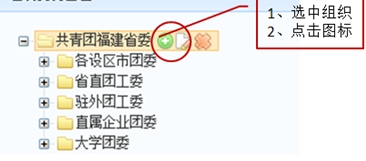 1、选中组织
2、点击图标
共青团福建省委
各设区市团委
省直团工委
驻外团工委
直属企业团委
大学团委